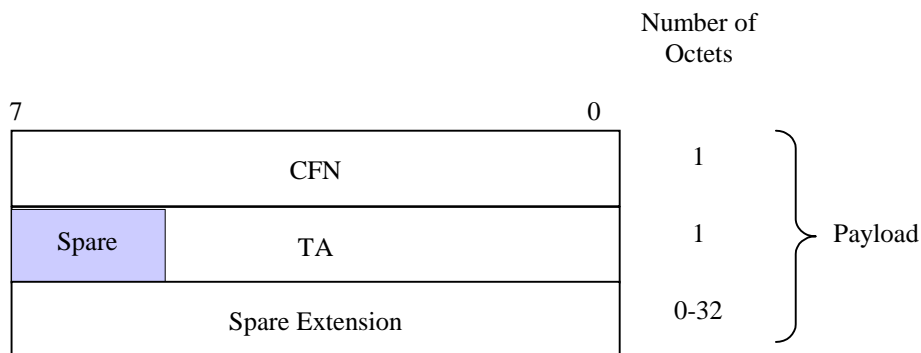 Number of
Octets
7 0
CFN 1
Spare TA 1 Payload
Spare Extension 0-32